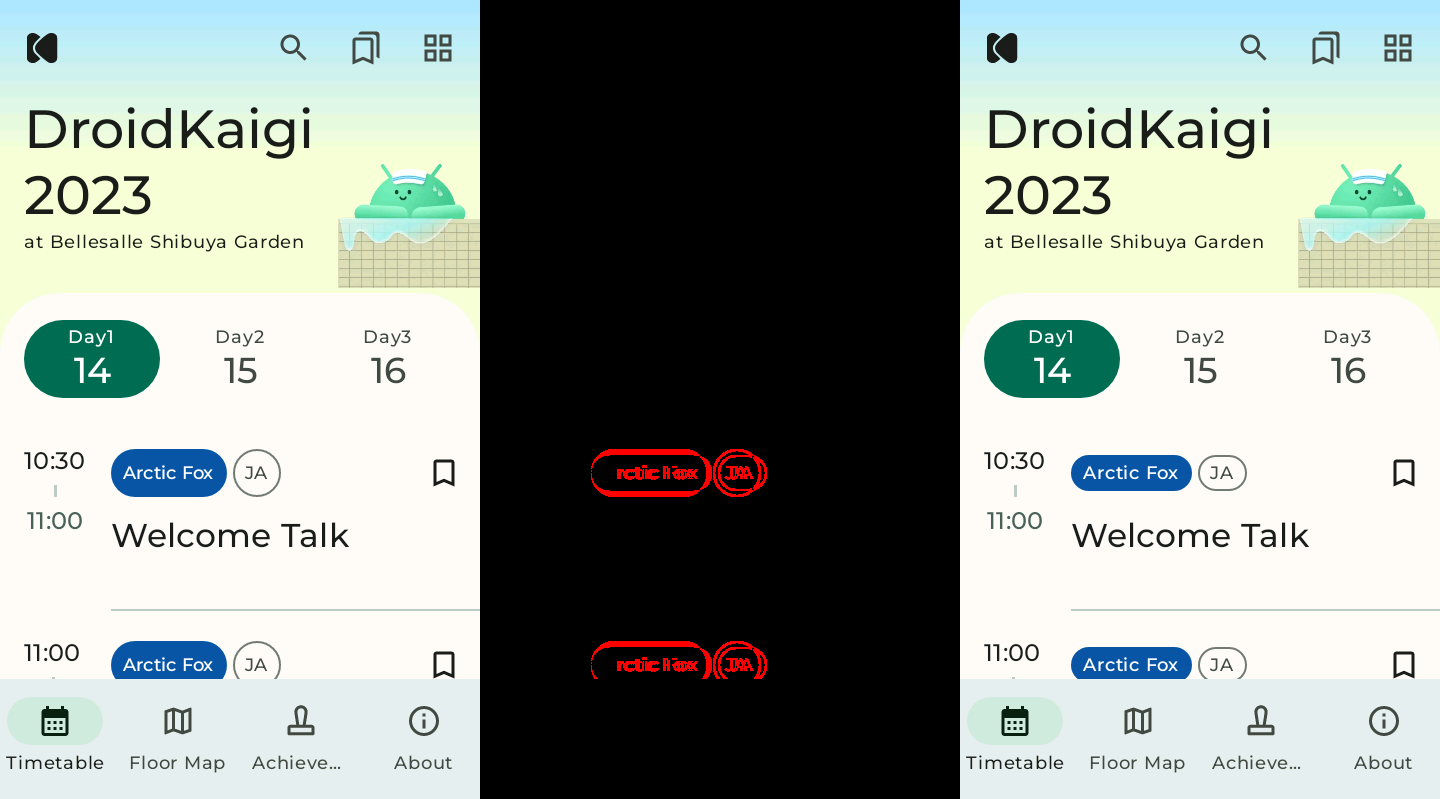 DroidKaigi
2023
at Bellesalle Shibuya Garden
Day1
14
Day2
15
Day3
16
10:30
11:00
Arctic Fox
JA
Welcome Talk
11:00
Arctic Fox
JA
Timetable
Floor Map
Achieve...
About
DroidKaigi
2023
at Bellesalle Shibuya Garden
Day1
14
Day2
15
Day3
16
10:30
11:00
Arctic Fox
JA
Welcome Talk
11:00
Arctic Fox
JA
Timetable
Floor Map
Achieve...
About